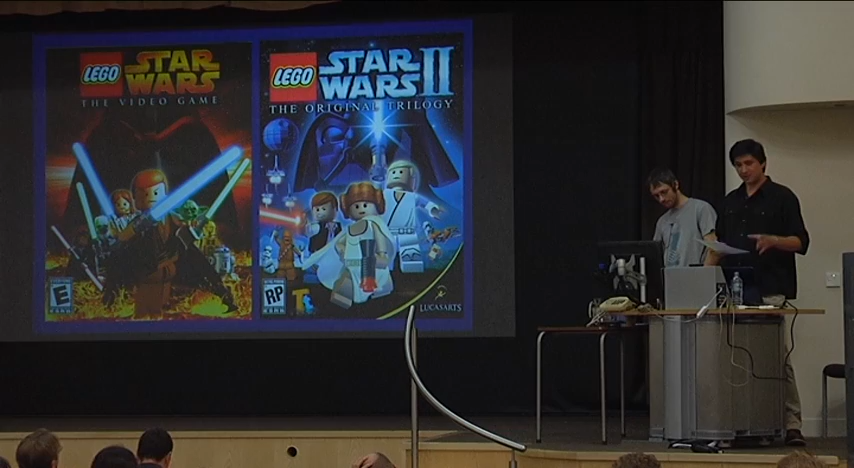 LEGO
STAR
WARS
THE VIDEO GAME
E
LEGO
STAR
WARS II
THE ORIGINAL TRILOGY
RP
LUCASARTS